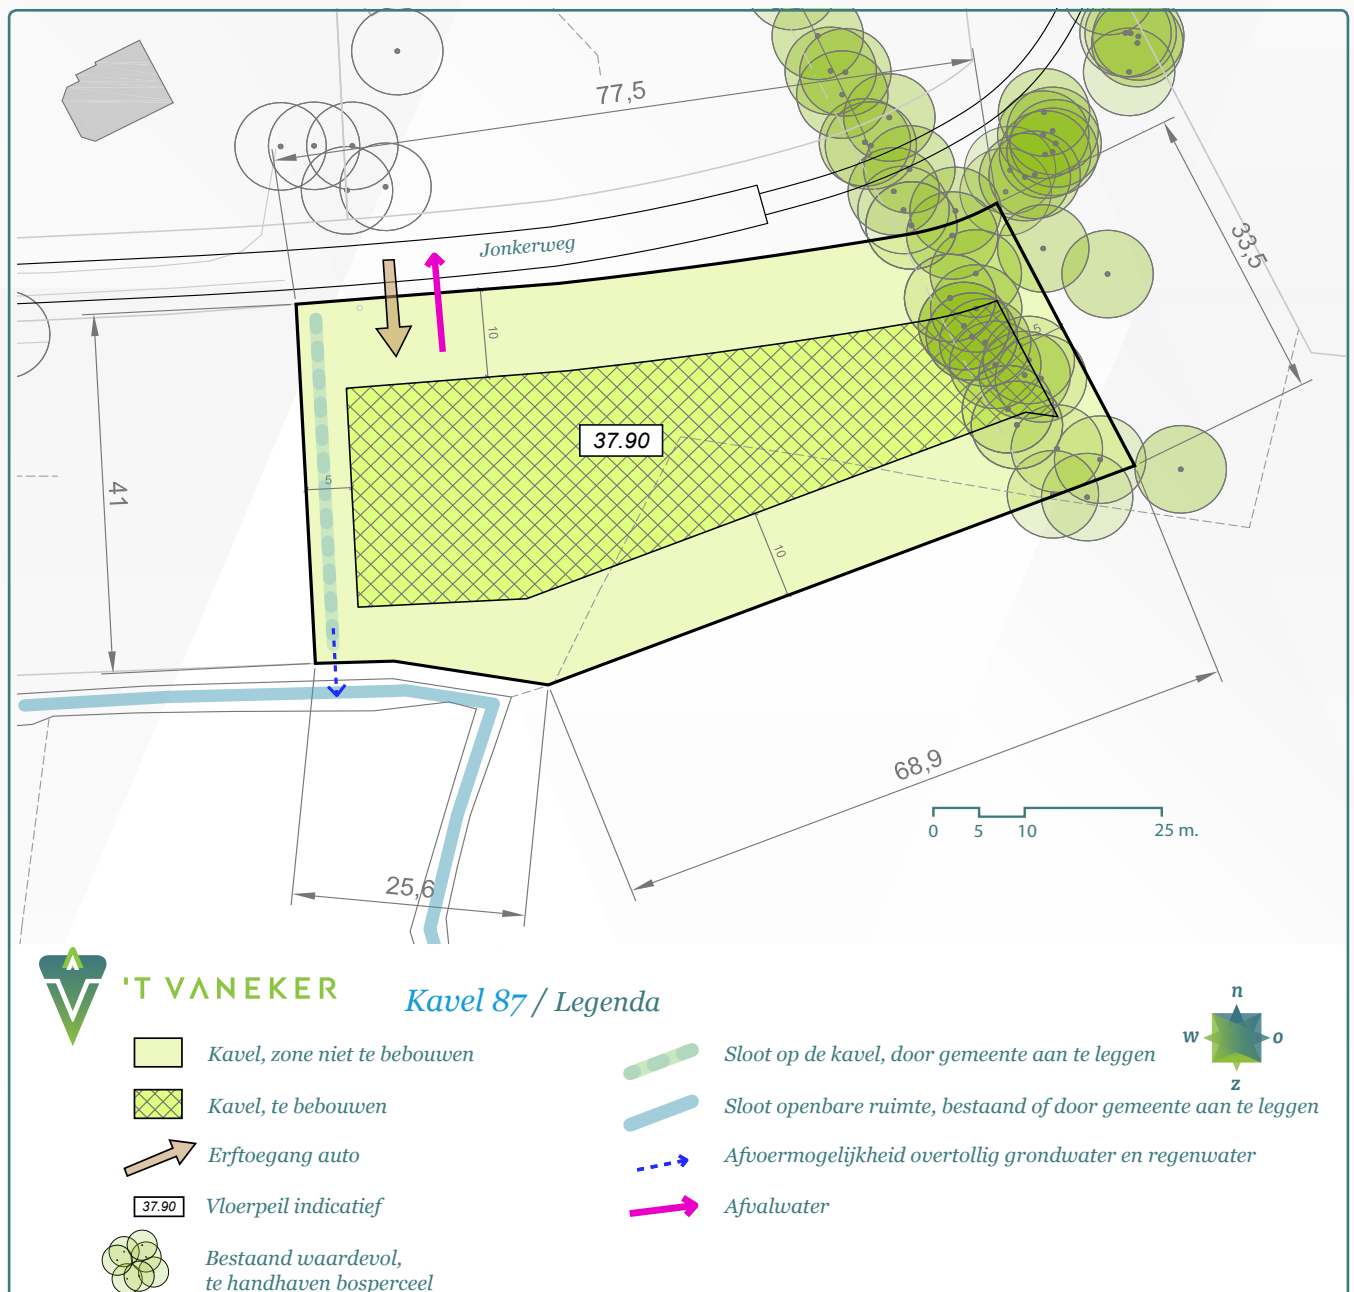 77,5
33,5
Jonkerweg
10
5
37.90
41
5
10
68,9
0 5 10 25 m.
25,6
'T VANEKER
Kavel 87 / Legenda
n
w o
z
Kavel, zone niet te bebouwen
Kavel, te bebouwen
Erftoegang auto
37.90 Vloerpeil indicatief
Bestaand waardevol,
te handhaven bosperceel
Sloot op de kavel, door gemeente aan te leggen
Sloot openbare ruimte, bestaand of door gemeente aan te leggen
Afvoermogelijkheid overtollig grondwater en regenwater
Afvalwater